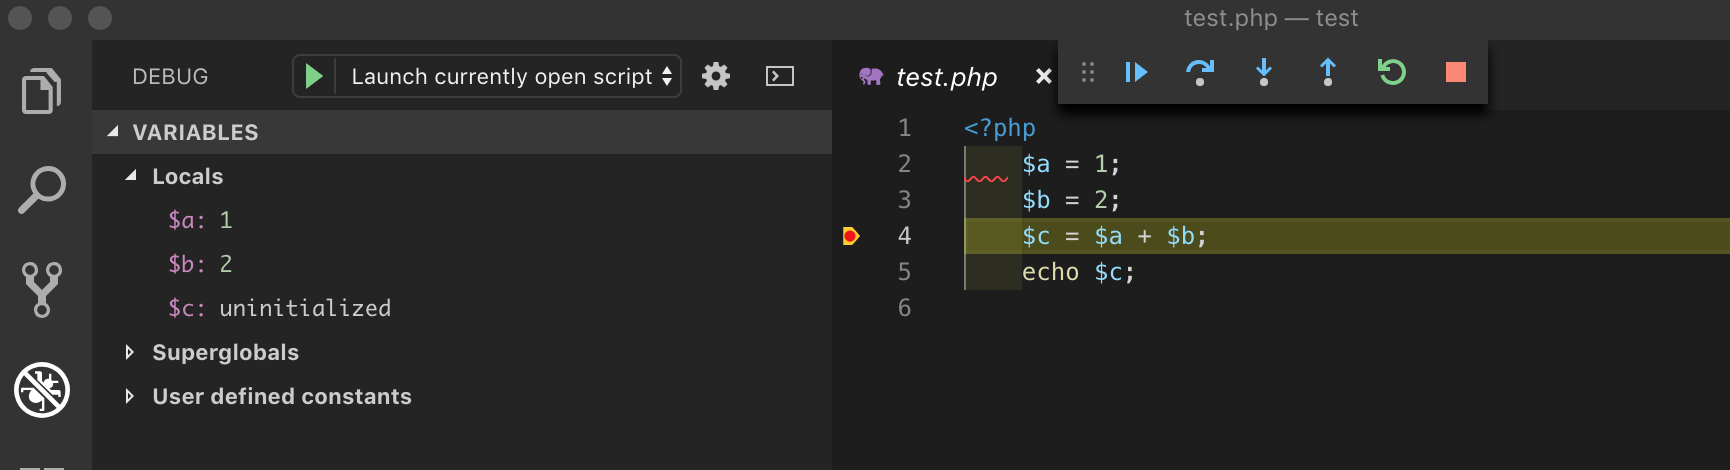 test.php — test
DEBUG
Launch currently open script
VARIABLES
Locals
$a: 1
$b: 2
$c: uninitialized
Superglobals
User defined constants
test.php
1 <?php
2 $a = 1;
3 $b = 2;
4 $c = $a + $b;
5 echo $c;
6